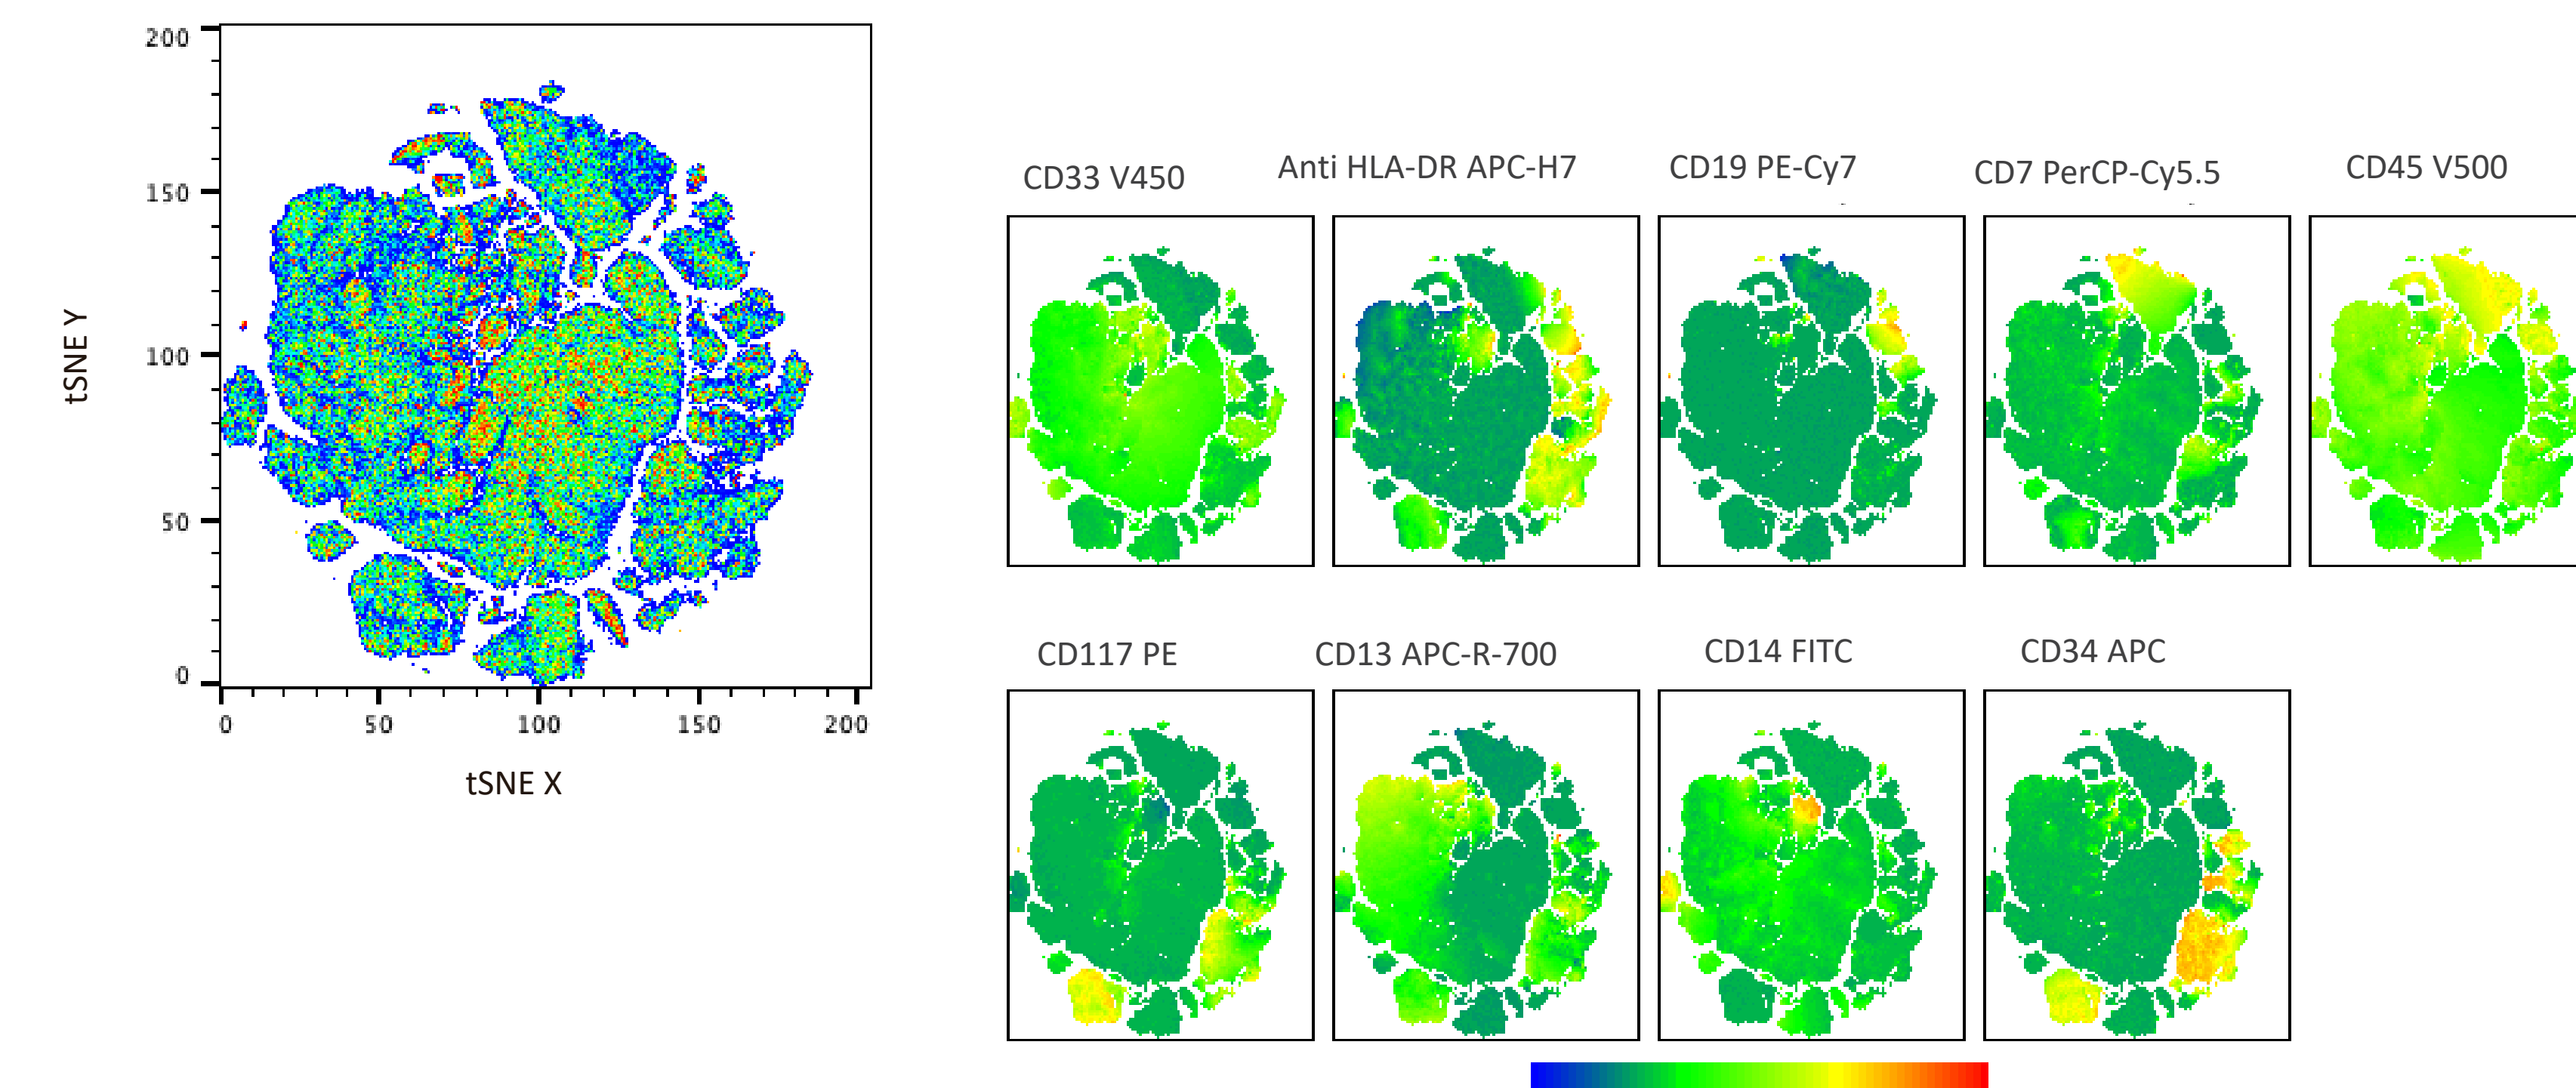 200
150
100
50
0
tSNE Y
0 50 100 150 200
tSNE X
CD33 V450
Anti HLA-DR APC-H7
CD19 PE-Cy7
CD7 PerCP-Cy5.5
CD45 V500
CD117 PE
CD13 APC-R-700
CD14 FITC
CD34 APC